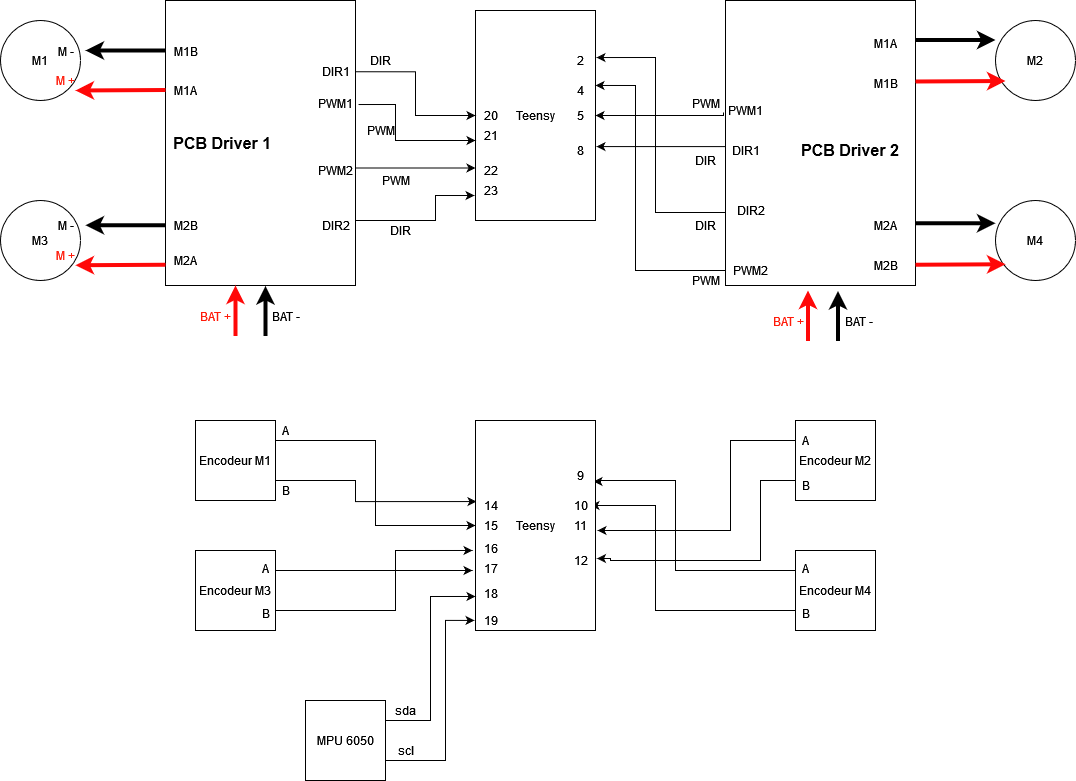 M1
M -
M +
M1B
M1A
PCB Driver 1
DIR1
PWM1
PWM2
DIR2
M3
M -
M +
M2B
M2A
BAT +
BAT -
DIR
PWM
PWM
DIR
20
21
22
23
Teensy
2
4
5
8
PWM
DIR
DIR
PWM
PWM1
DIR1
DIR2
PWM2
PCB Driver 2
M1A
M1B
M2A
M2B
M2
M4
BAT +
BAT -
Encodeur M1
A
B
Encodeur M3
A
B
14
15
16
17
18
19
Teensy
9
10
11
12
A
Encodeur M2
B
A
Encodeur M4
B
MPU 6050
sda
scl